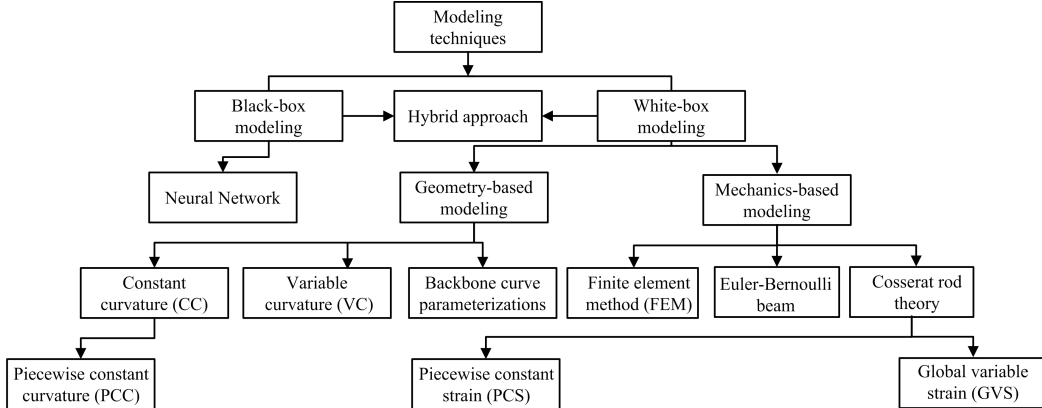 Modeling
techniques
Black-box
modeling
Hybrid approach
White-box
modeling
Neural Network
Geometry-based
modeling
Mechanics-based
modeling
Constant
curvature (CC)
Variable
curvature (VC)
Backbone curve
parameterizations
Finite element
method (FEM)
Euler-Bernoulli
beam
Cosserat rod
theory
Piecewise constant
curvature (PCC)
Piecewise constant
strain (PCS)
Global variable
strain (GVS)